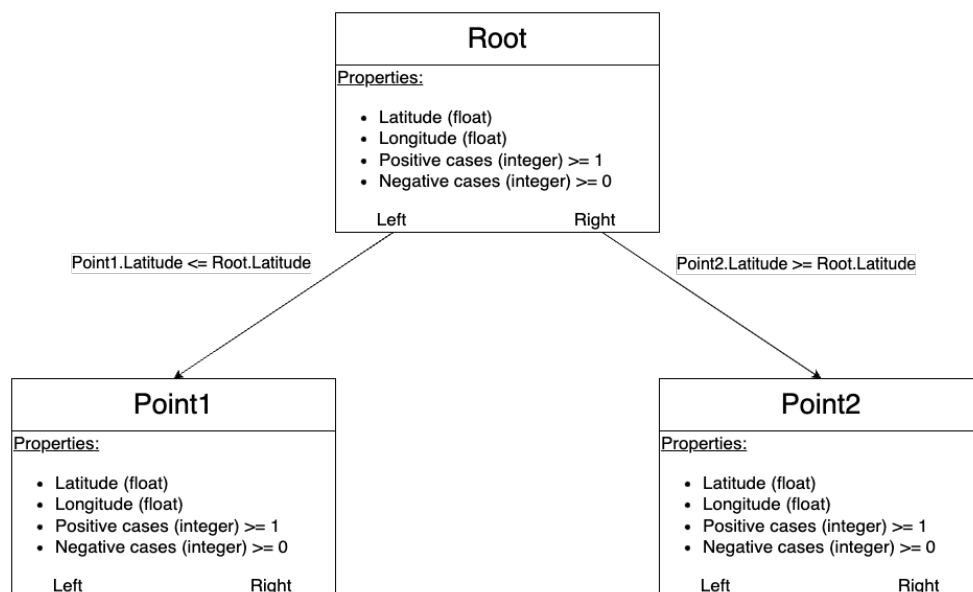 Root
Properties:
• Latitude (float)
• Longitude (float)
• Positive cases (integer) >= 1
• Negative cases (integer) >= 0
Left Right
Point1.Latitude <= Root.Latitude
Point2.Latitude >= Root.Latitude
Point1
Properties:
• Latitude (float)
• Longitude (float)
• Positive cases (integer) >= 1
• Negative cases (integer) >= 0
Left Right
Point2
Properties:
• Latitude (float)
• Longitude (float)
• Positive cases (integer) >= 1
• Negative cases (integer) >= 0
Left Right